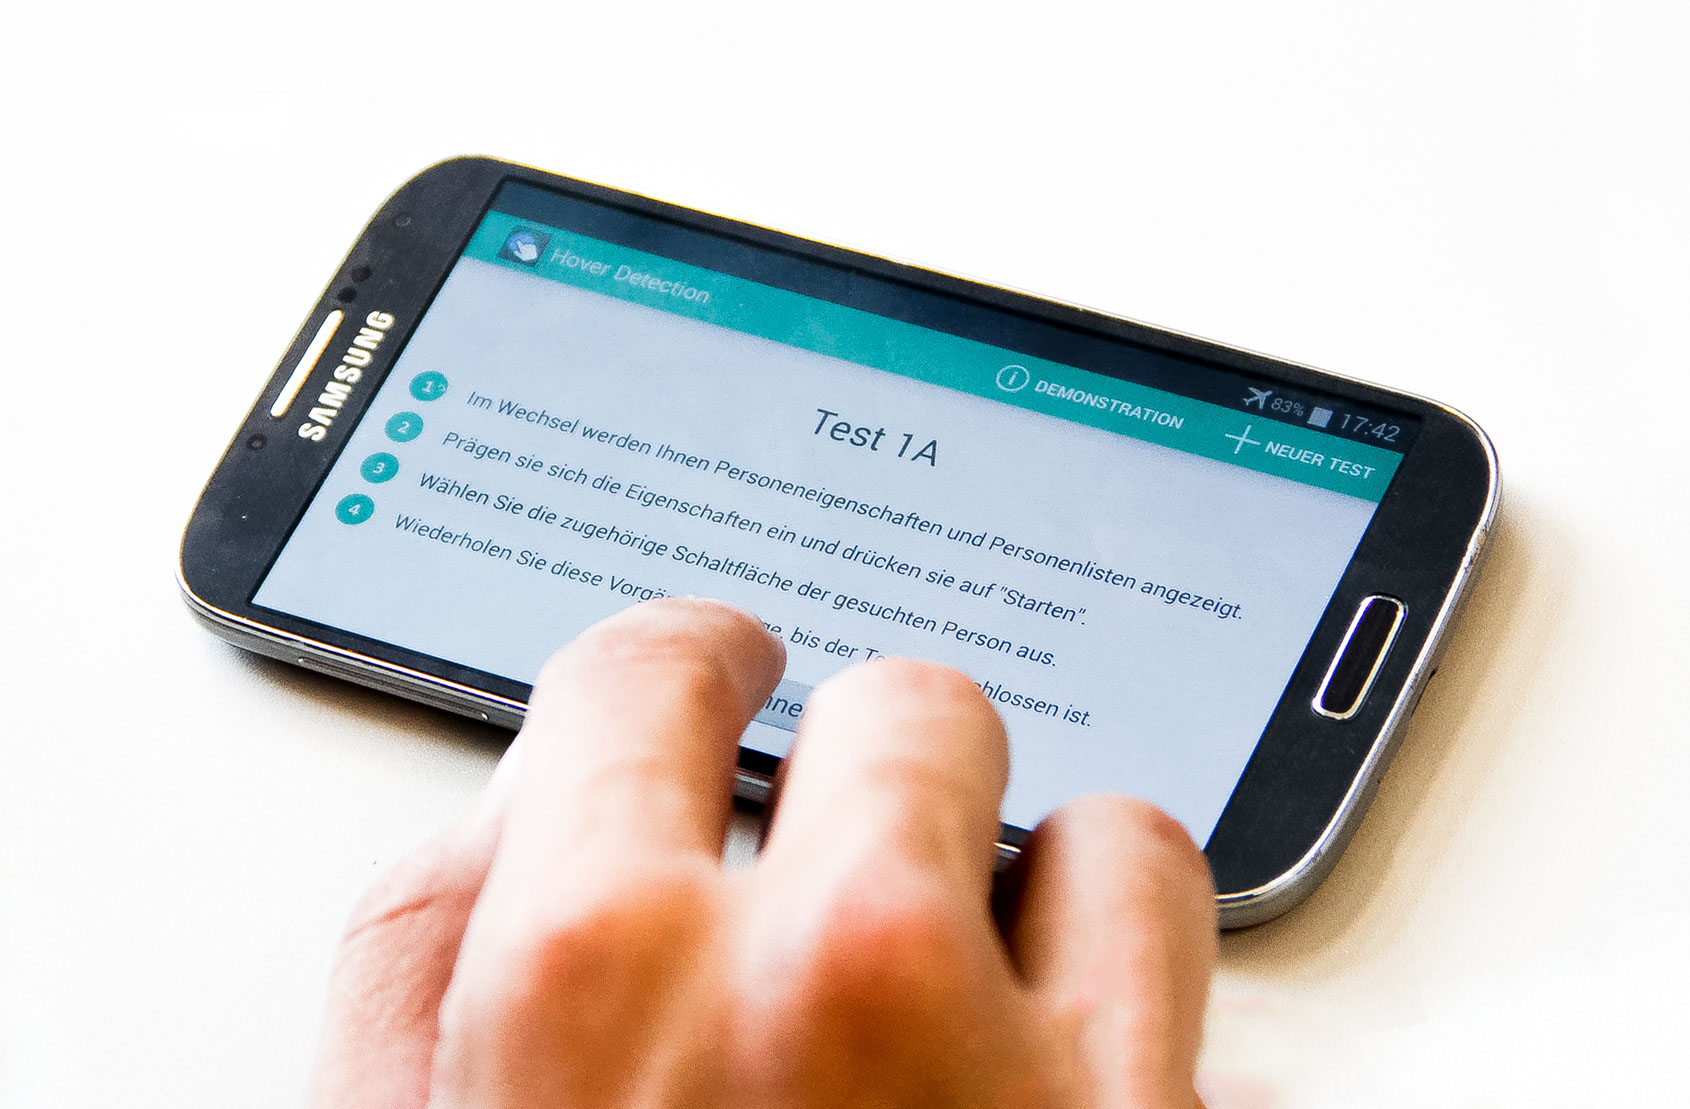 SAMSUNG
83% 17:42
Hover Detection
DEMONSTRATION
NEUER TEST
Test 1A
1 Im Wechsel werden Ihnen Personeneigenschaften und Personenlisten angezeigt.
2 Prägen sie sich die Eigenschaften ein und drücken sie auf "Starten".
3 Wählen Sie die zugehörige Schaltfläche der gesuchten Person aus.
4 Wiederholen Sie diese bis der ist.